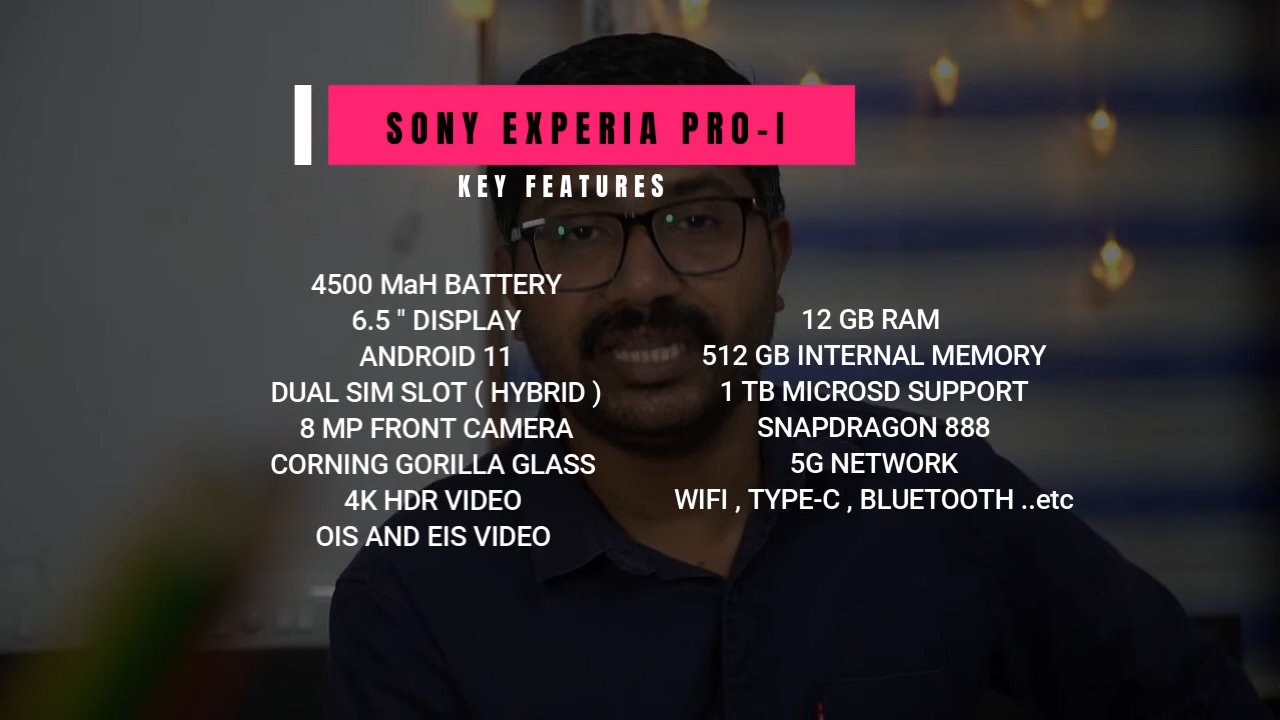 SONY EXPERIA PRO-I
KEY FEATURES
4500 MaH BATTERY
6.5 " DISPLAY
ANDROID 11
DUAL SIM SLOT ( HYBRID )
8 MP FRONT CAMERA
CORNING GORILLA GLASS
4K HDR VIDEO
OIS AND EIS VIDEO
12 GB RAM
512 GB INTERNAL MEMORY
1 TB MICROSD SUPPORT
SNAPDRAGON 888
5G NETWORK
WIFI , TYPE-C , BLUETOOTH ..etc